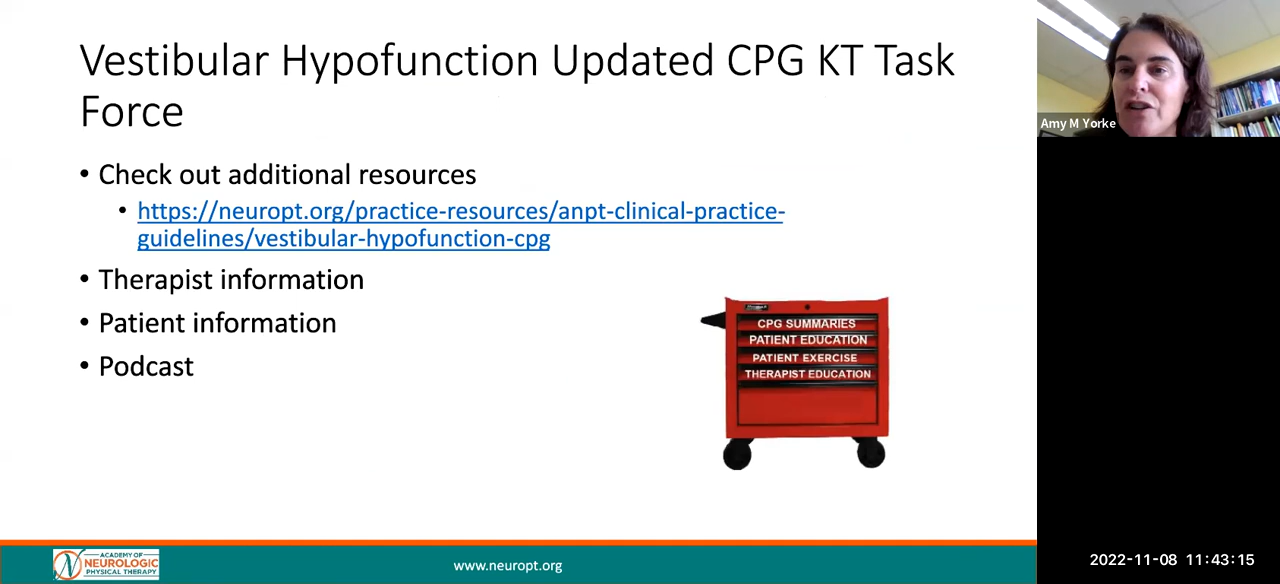 Vestibular Hypofunction Updated CPG KT Task
Force
• Check out additional resources
• https://neuropt.org/practice-resources/anpt-clinical-practice-
guidelines/vestibular-hypofunction-cpg
• Therapist information
• Patient information
• Podcast
CPG SUMMARIES
PATIENT EDUCATION
PATIENT EXERCISE
THERAPIST EDUCATION
Amy M Yorke
ACADEMY OF
NEUROLOGIC
PHYSICAL THERAPY
www.neuropt.org
2022-11-08 11:43:15